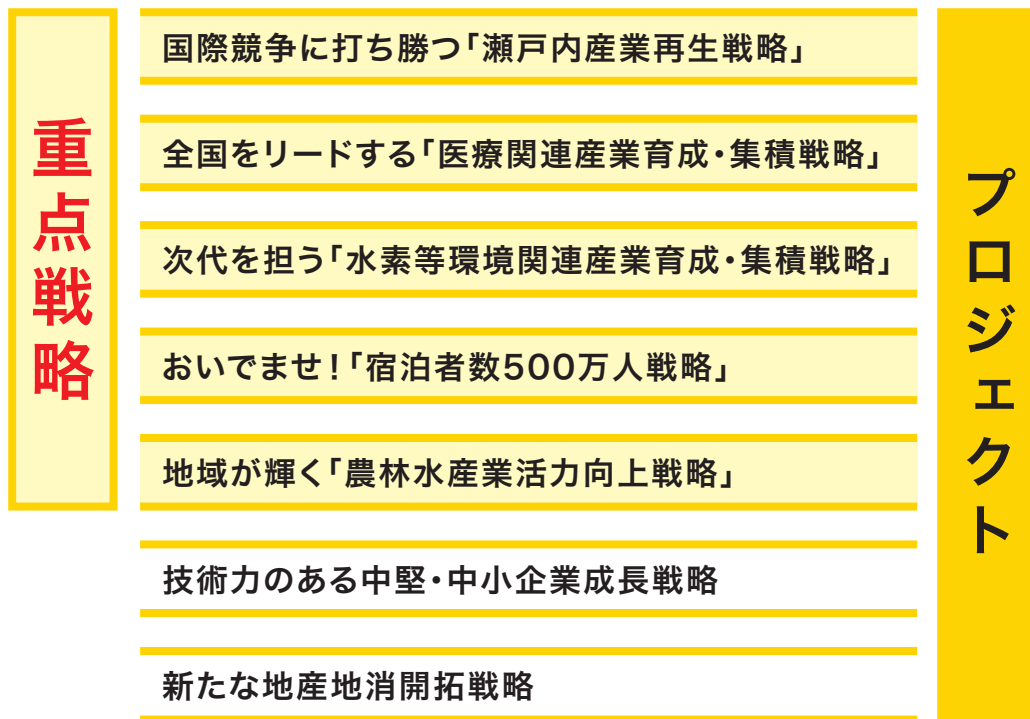 重点戦略
国際競争に打ち勝つ「瀬戸内産業再生戦略」
全国をリードする「医療関連産業育成・集積戦略」
次代を担う「水素等環境関連産業育成・集積戦略」
おいでませ!「宿泊者数500万人戦略」
地域が輝く「農林水産業活力向上戦略」
技術力のある中堅・中小企業成長戦略
新たな地産地消開拓戦略
プロジェクト